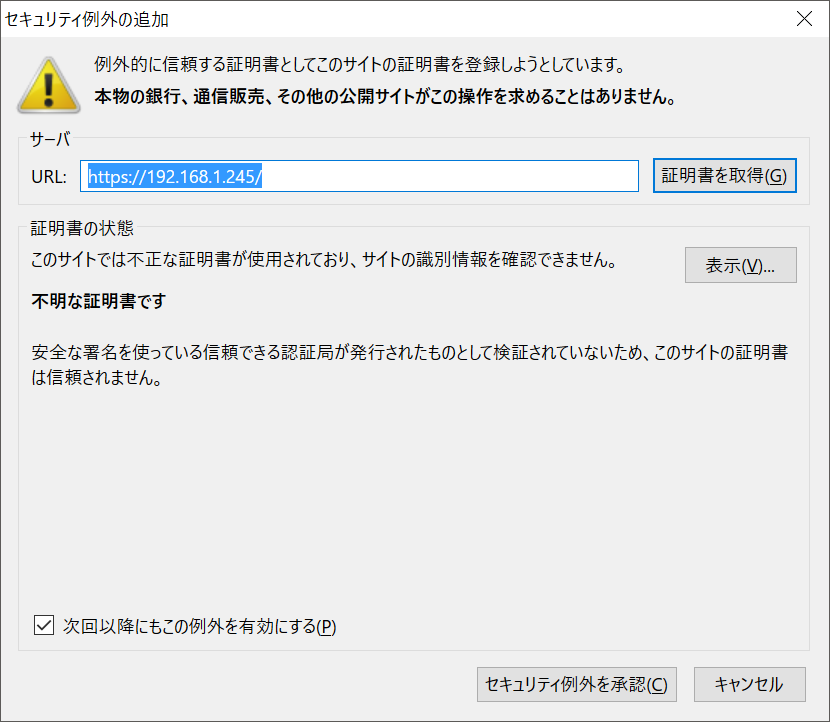 セキュリティ例外の追加
例外的に信頼する証明書としてこのサイトの証明書を登録しようとしています。
本物の銀行、通信販売、その他の公開サイトがこの操作を求めることはありません。
サーバ
URL: https://192.168.1.245/ 証明書を取得(G)
証明書の状態
このサイトでは不正な証明書が使用されており、サイトの識別情報を確認できません。
表示(V)...
不明な証明書です
安全な署名を使っている信頼できる認証局が発行されたものとして検証されていないため、このサイトの証明書
は信頼されません。
次回以降にもこの例外を有効にする(P)
セキュリティ例外を承認(C) キャンセル